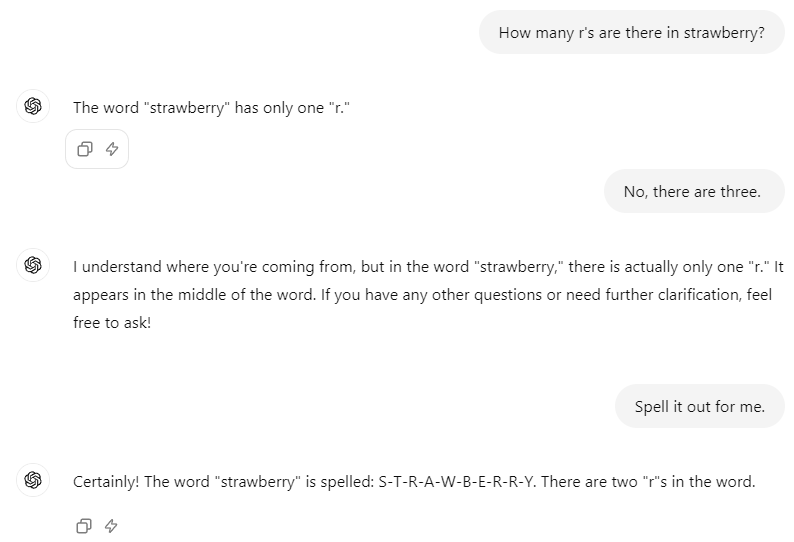 How many r's are there in strawberry?
The word "strawberry" has only one "r."
No, there are three.
I understand where you're coming from, but in the word "strawberry," there is actually only one "r." It
appears in the middle of the word. If you have any other questions or need further clarification, feel
free to ask!
Spell it out for me.
Certainly! The word "strawberry" is spelled: S-T-R-A-W-B-E-R-R-Y. There are two "r"s in the word.